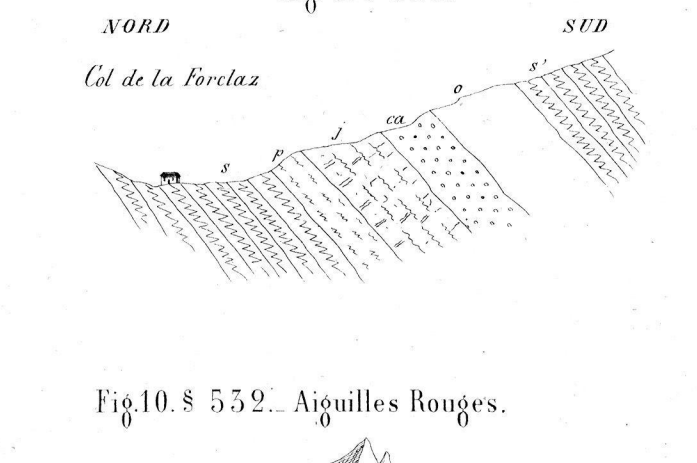 NORD
SUD
Col de la Forclaz
s p j ca o s'
Fig.10. § 532._ Aiguilles Rouges.